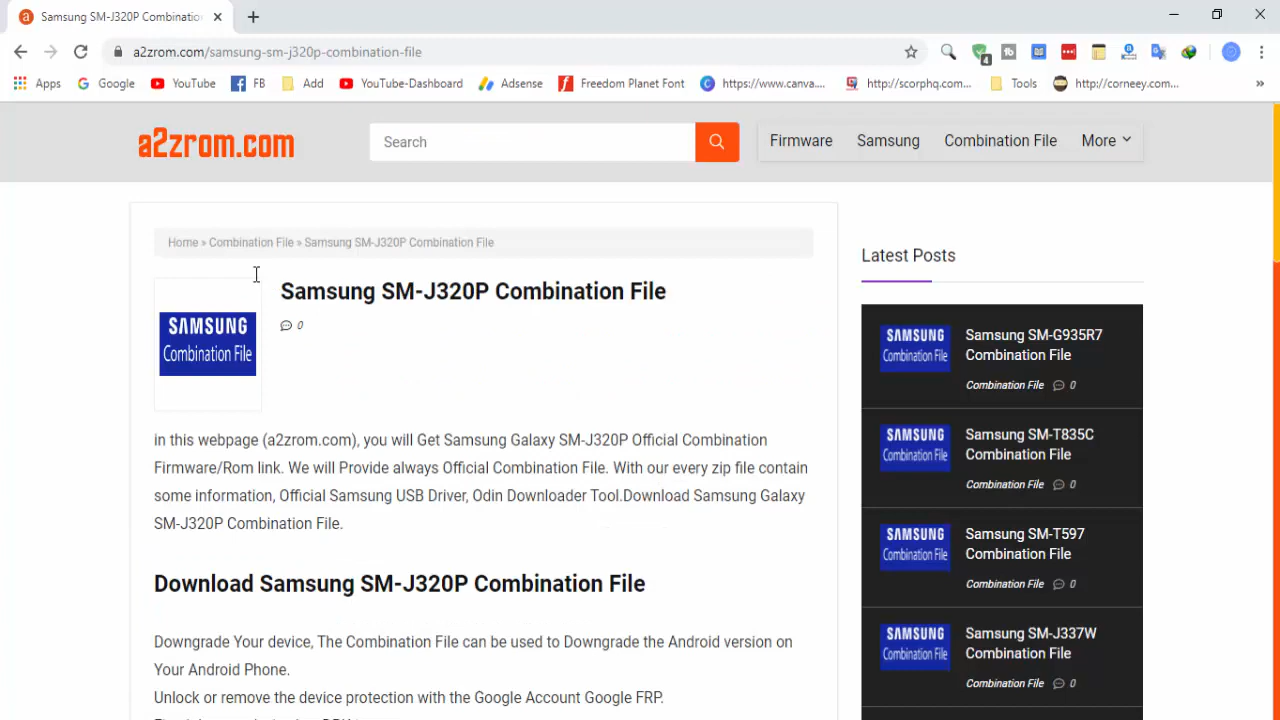 Samsung SM-J320P Combinatio
a2zrom.com/samsung-sm-j320p-combination-file
4
Apps Google YouTube FB Add YouTube-Dashboard Adsense Freedom Planet Font https://www.canva.... http://scorphq.com... Tools http://corneey.com... »
a2zrom.com
Search
Firmware Samsung Combination File More
Home » Combination File » Samsung SM-J320P Combination File
SAMSUNG
Combination File
Samsung SM-J320P Combination File
0
in this webpage (a2zrom.com), you will Get Samsung Galaxy SM-J320P Official Combination
Firmware/Rom link. We will Provide always Official Combination File. With our every zip file contain
some information, Official Samsung USB Driver, Odin Downloader Tool.Download Samsung Galaxy
SM-J320P Combination File.
Download Samsung SM-J320P Combination File
Downgrade Your device, The Combination File can be used to Downgrade the Android version on
Your Android Phone.
Unlock or remove the device protection with the Google Account Google FRP.
Latest Posts
SAMSUNG
Combination File
Samsung SM-G935R7
Combination File
Combination File 0
SAMSUNG
Combination File
Samsung SM-T835C
Combination File
Combination File 0
SAMSUNG
Combination File
Samsung SM-T597
Combination File
Combination File 0
SAMSUNG
Combination File
Samsung SM-J337W
Combination File
Combination File 0